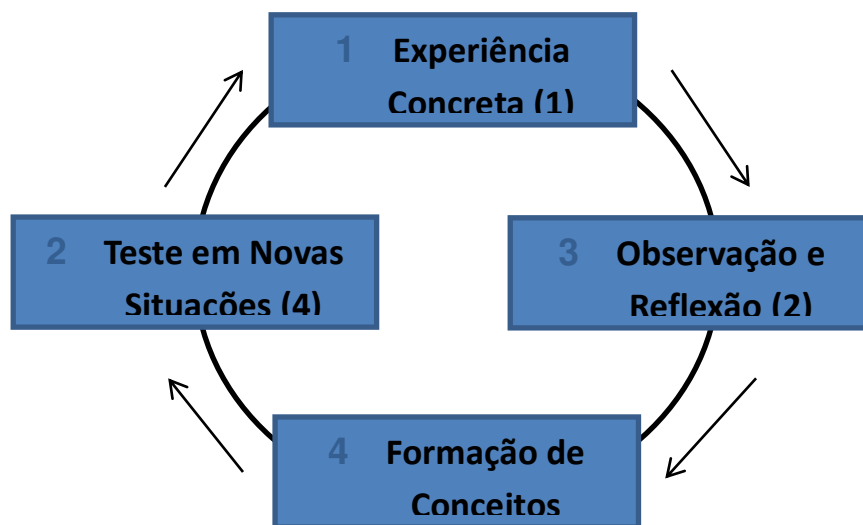 1 Experiência
Concreta (1)
2 Teste em Novas
Situações (4)
3 Observação e
Reflexão (2)
4 Formação de
Conceitos